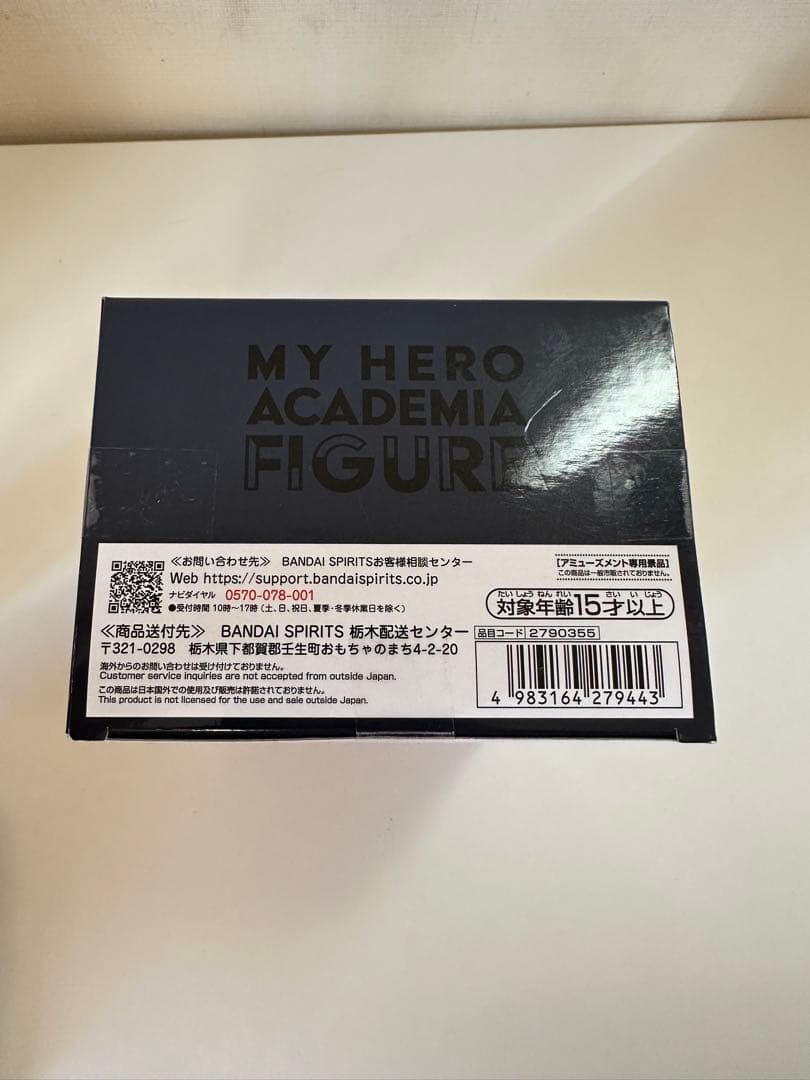 MY HERO
ACADEMIA
FIGURE
≪お問い合わせ先≫ BANDAI SPIRITSお客様相談センター
Web https://support.bandaispirits.co.jp
ナビダイヤル 0570-078-001
●受付時間 10時〜17時（土、日、祝日、夏季・冬季休業日を除く）
≪商品送付先≫ BANDAI SPIRITS 栃木配送センター
〒321-0298 栃木県下都賀郡壬生町おもちゃのまち4-2-20
海外からのお問い合わせは受け付けておりません。
Customer service inquiries are not accepted from outside Japan.
この商品は日本国外での使用及び販売は許諾されておりません。
This product is not licensed for the use and sale outside Japan.
【アミューズメント専用景品】
この商品は一般市販されておりません。
たいしょうねんれい さいいじょう
対象年齢15才以上
品目コード 2790355
4 983164 279443